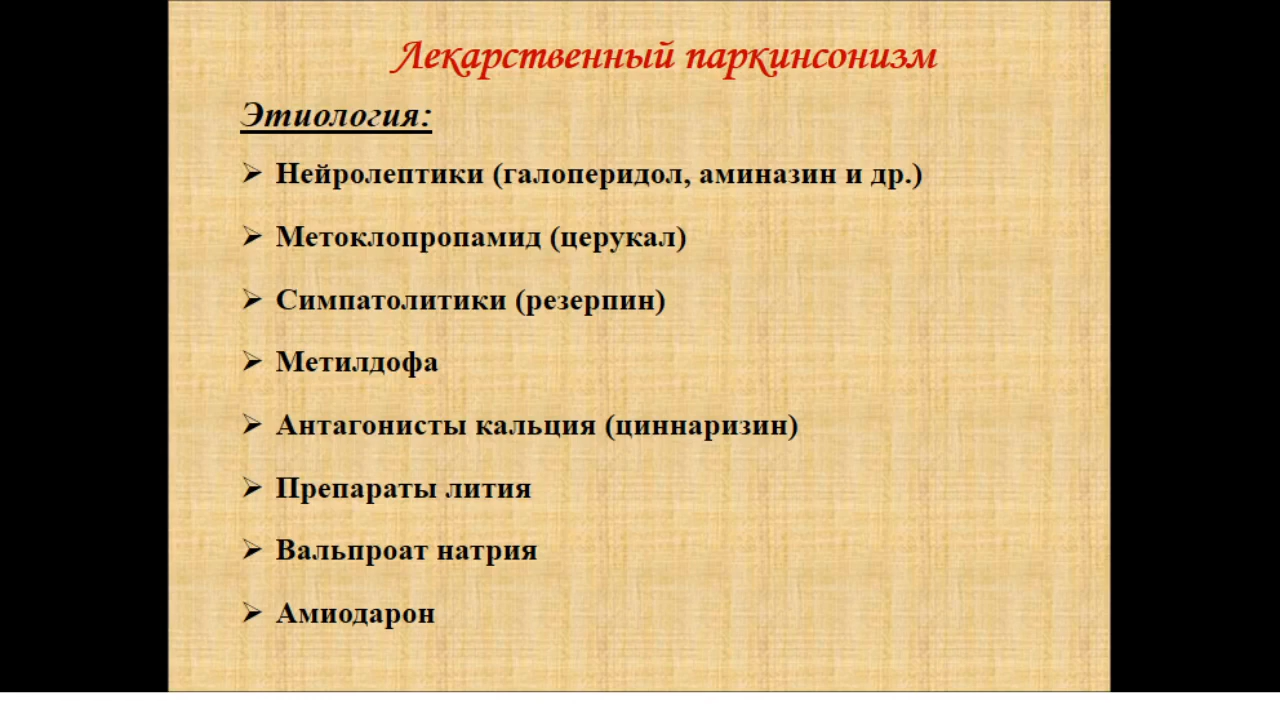 Лекарственный паркинсонизм
Этиология:
➢ Нейролептики (галоперидол, аминазин и др.)
➢ Метоклопропамид (церукал)
➢ Симпатолитики (резерпин)
➢ Метилдофа
➢ Антагонисты кальция (циннаризин)
➢ Препараты лития
➢ Вальпроат натрия
➢ Амиодарон